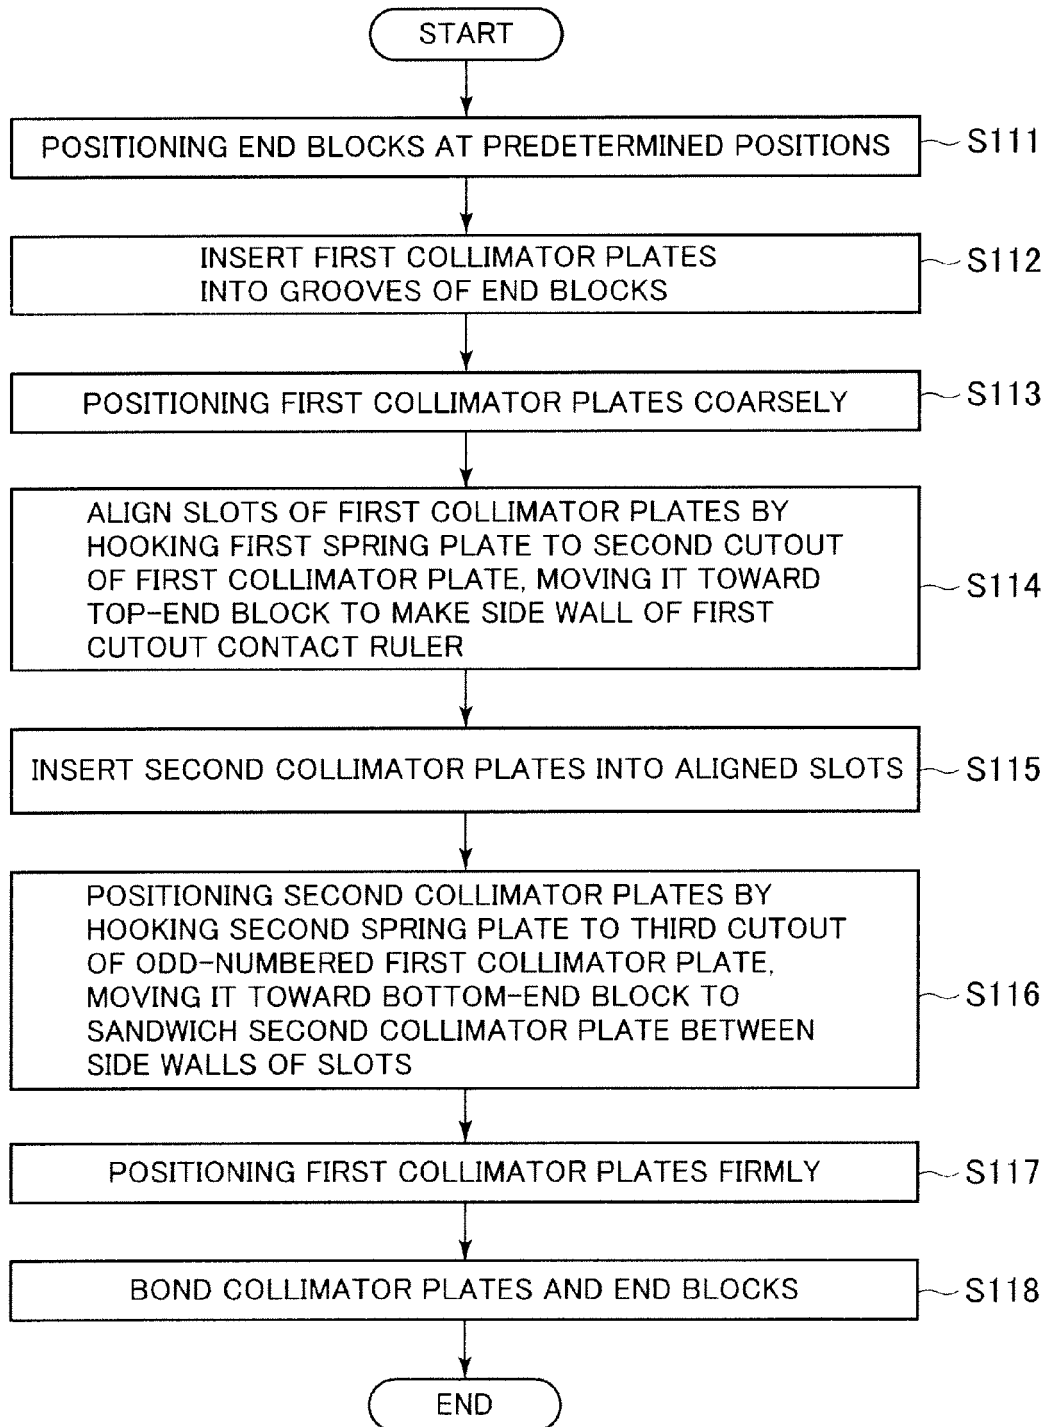 START
POSITIONING END BLOCKS AT PREDETERMINED POSITIONS
S111
INSERT FIRST COLLIMATOR PLATES
INTO GROOVES OF END BLOCKS
S112
POSITIONING FIRST COLLIMATOR PLATES COARSELY
S113
ALIGN SLOTS OF FIRST COLLIMATOR PLATES BY
HOOKING FIRST SPRING PLATE TO SECOND CUTOUT
OF FIRST COLLIMATOR PLATE, MOVING IT TOWARD
TOP-END BLOCK TO MAKE SIDE WALL OF FIRST
CUTOUT CONTACT RULER
S114
INSERT SECOND COLLIMATOR PLATES INTO ALIGNED SLOTS
S115
POSITIONING SECOND COLLIMATOR PLATES BY
HOOKING SECOND SPRING PLATE TO THIRD CUTOUT
OF ODD-NUMBERED FIRST COLLIMATOR PLATE,
MOVING IT TOWARD BOTTOM-END BLOCK TO
SANDWICH SECOND COLLIMATOR PLATE BETWEEN
SIDE WALLS OF SLOTS
S116
POSITIONING FIRST COLLIMATOR PLATES FIRMLY
S117
BOND COLLIMATOR PLATES AND END BLOCKS
S118
END